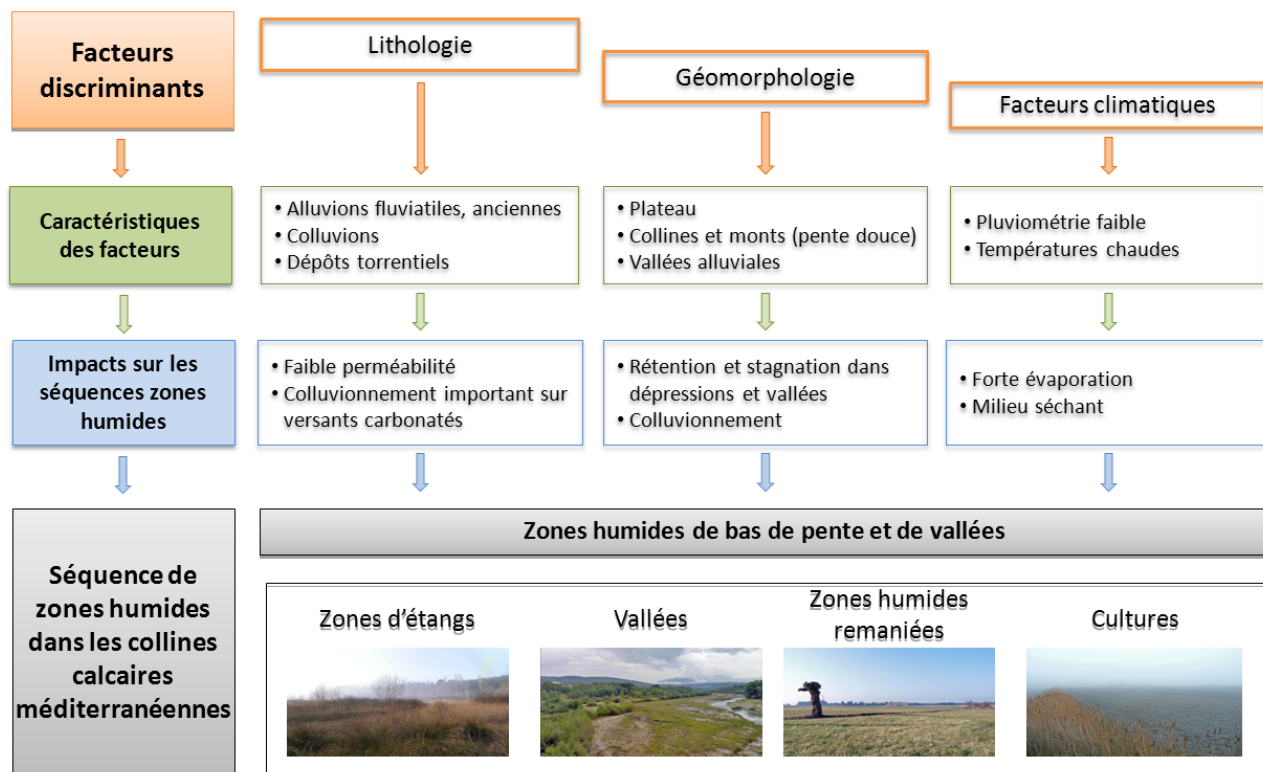 Facteurs
discriminants
Lithologie
Géomorphologie
Facteurs climatiques
Caractéristiques
des facteurs
• Alluvions fluviatiles, anciennes
• Colluvions
• Dépôts torrentiels
• Plateau
• Collines et monts (pente douce)
• Vallées alluviales
• Pluviométrie faible
• Températures chaudes
Impacts sur les
séquences zones
humides
• Faible perméabilité
• Colluvionnement important sur
versants carbonatés
• Rétention et stagnation dans
dépressions et vallées
• Colluvionnement
• Forte évaporation
• Milieu séchant
Séquence de
zones humides
dans les collines
calcaires
méditerranéennes
Zones humides de bas de pente et de vallées
Zones d'étangs
Vallées
Zones humides
remaniées
Cultures